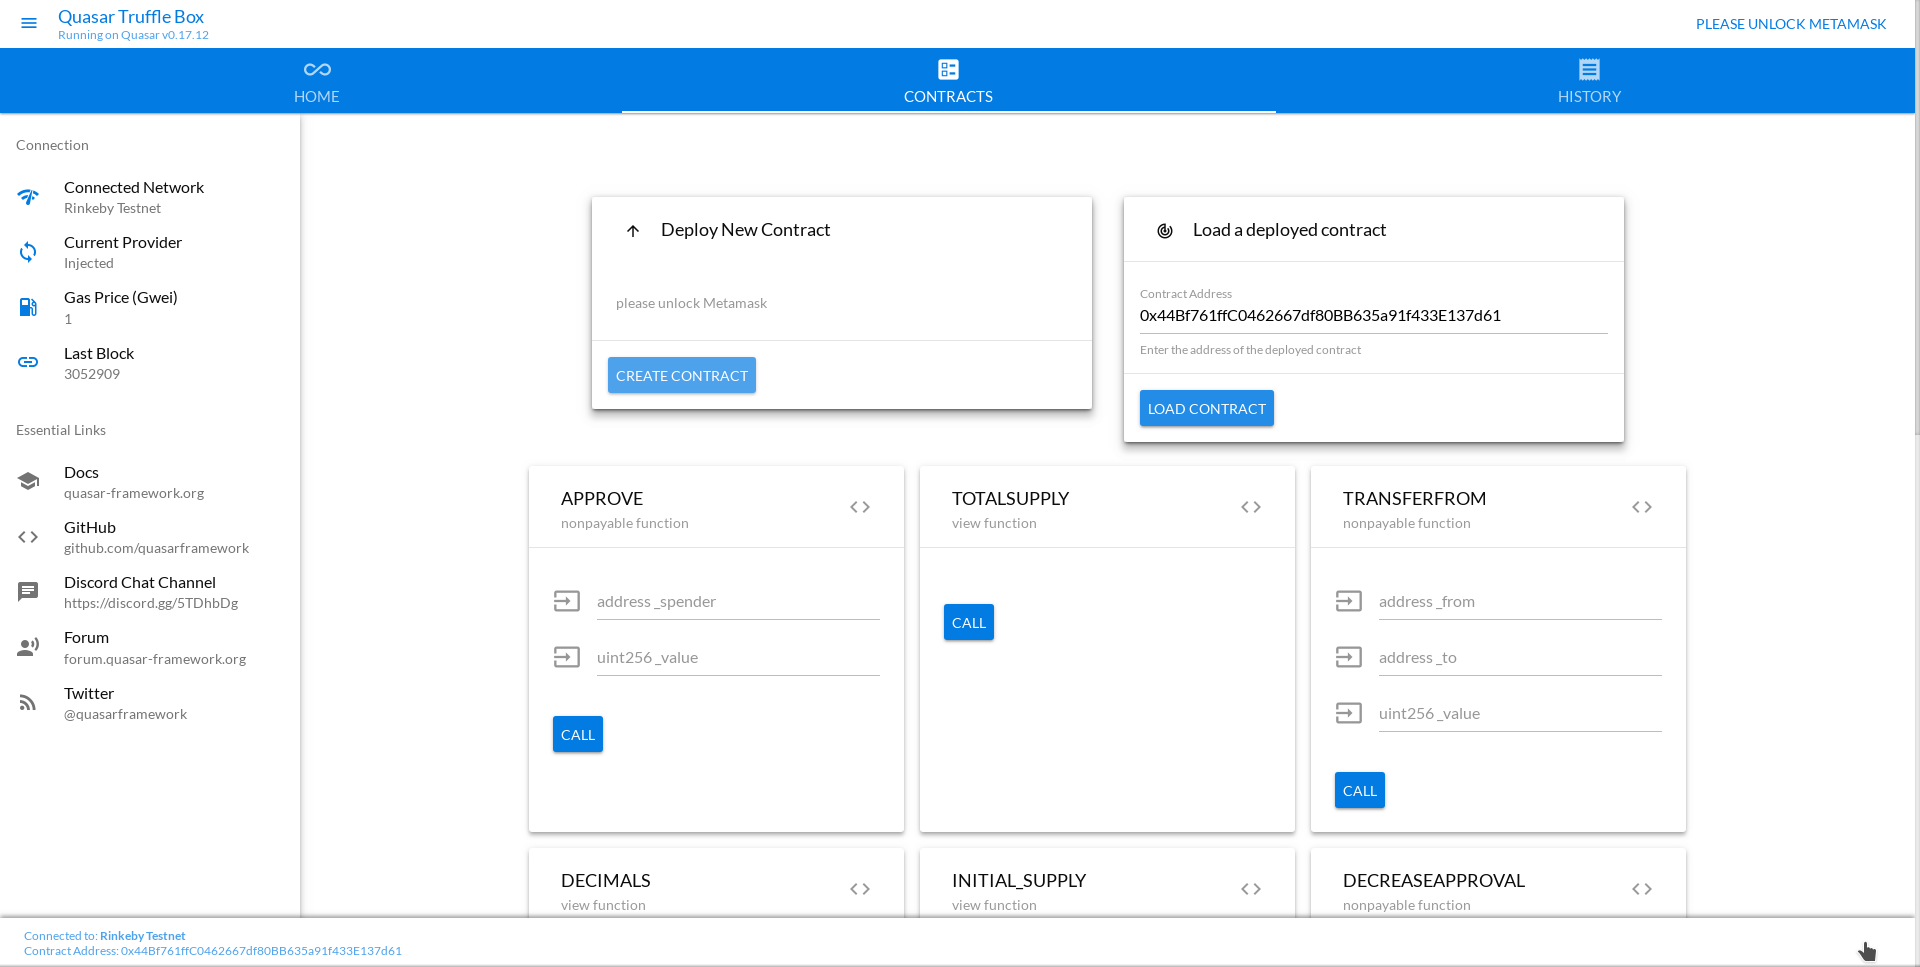 Quasar Truffle Box
Running on Quasar v0.17.12
PLEASE UNLOCK METAMASK
HOME
CONTRACTS
HISTORY
Connection
Connected Network
Rinkeby Testnet
Current Provider
Injected
Gas Price (Gwei)
1
Last Block
3052909
Essential Links
Docs
quasar-framework.org
GitHub
github.com/quasarframework
Discord Chat Channel
https://discord.gg/5TDhbDg
Forum
forum.quasar-framework.org
Twitter
@quasarframework
Deploy New Contract
please unlock Metamask
CREATE CONTRACT
Load a deployed contract
Contract Address
0x44Bf761ffC0462667df80BB635a91f433E137d61
Enter the address of the deployed contract
LOAD CONTRACT
APPROVE
nonpayable function
address _spender
uint256 _value
CALL
TOTALSUPPLY
view function
CALL
TRANSFERFROM
nonpayable function
address _from
address _to
uint256 _value
CALL
DECIMALS
view function
INITIAL_SUPPLY
view function
DECREASEAPPROVAL
nonpayable function
Connected to: Rinkeby Testnet
Contract Address: 0x44Bf761ffC0462667df80BB635a91f433E137d61